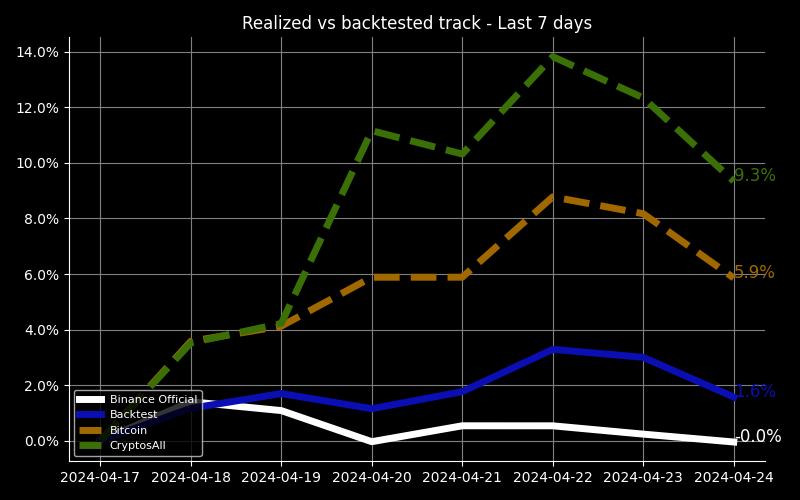 Realized vs backtested track - Last 7 days
14.0%
12.0%
10.0%
8.0%
6.0%
4.0%
2.0%
0.0%
9.3%
5.9%
1.6%
-0.0%
Binance Official
Backtest
Bitcoin
CryptosAll
2024-04-17 2024-04-18 2024-04-19 2024-04-20 2024-04-21 2024-04-22 2024-04-23 2024-04-24